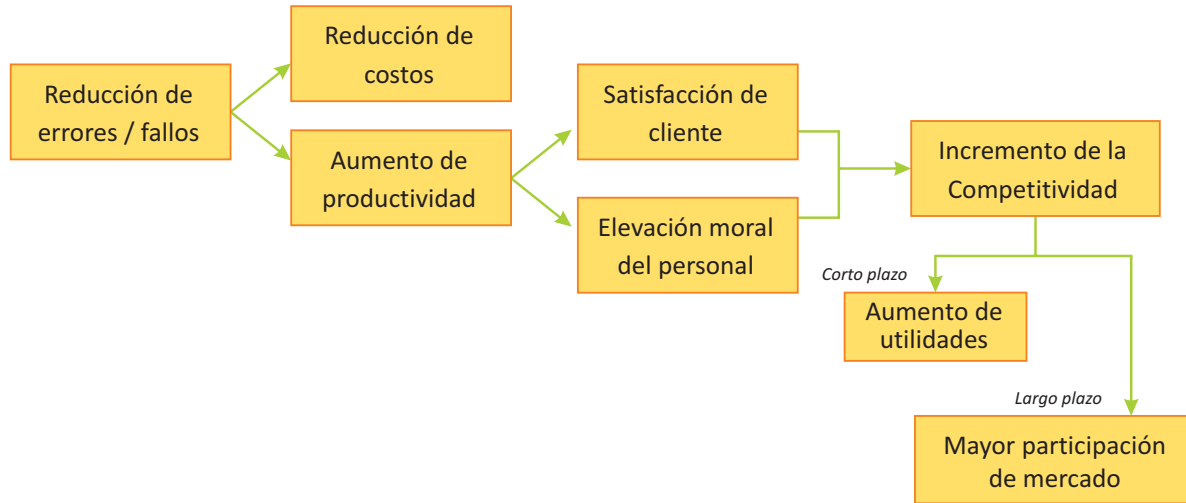 Reducción de
errores / fallos
Reducción de
costos
Aumento de
productividad
Satisfacción de
cliente
Elevación moral
del personal
Incremento de la
Competitividad
Corto plazo
Aumento de
utilidades
Largo plazo
Mayor participación
de mercado